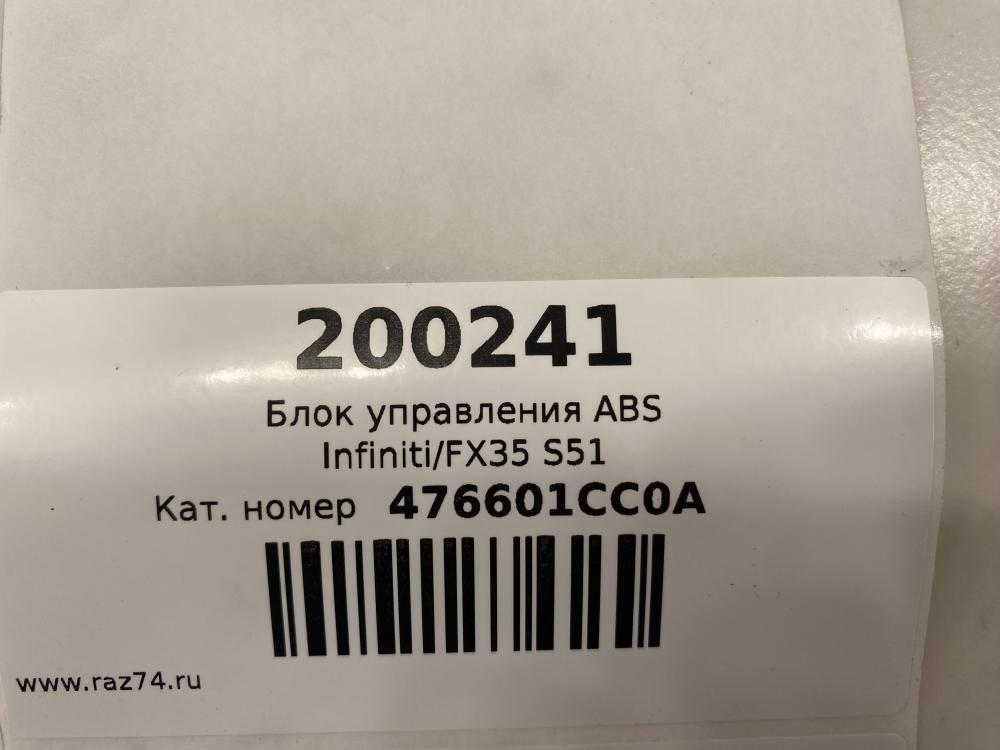 200241
Блок управления ABS
Infiniti/FX35 S51
Кат. номер 476601CC0A
www.raz74.ru